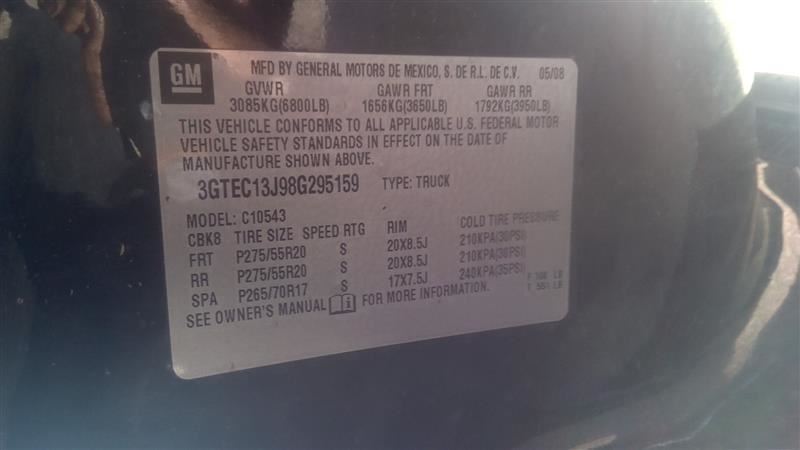 GM
MFD BY GENERAL MOTORS DE MEXICO, S. DE R.L. DE C.V. 05/08
GVWR GAWR FRT GAWR RR
3085KG(6800LB) 1656KG(3650LB) 1792KG(3950LB)
THIS VEHICLE CONFORMS TO ALL APPLICABLE U.S. FEDERAL MOTOR
VEHICLE SAFETY STANDARDS IN EFFECT ON THE DATE OF
MANUFACTURE SHOWN ABOVE.
3GTEC13J98G295159 TYPE: TRUCK
MODEL: C10543
CBK8 TIRE SIZE SPEED RTG RIM COLD TIRE PRESSURE
FRT P275/55R20 S 20X8.5J 210KPA(30PSI)
RR P275/55R20 S 20X8.5J 210KPA(30PSI)
SPA P265/70R17 S 17X7.5J 240KPA(35PSI)
SEE OWNER'S MANUAL FOR MORE INFORMATION.